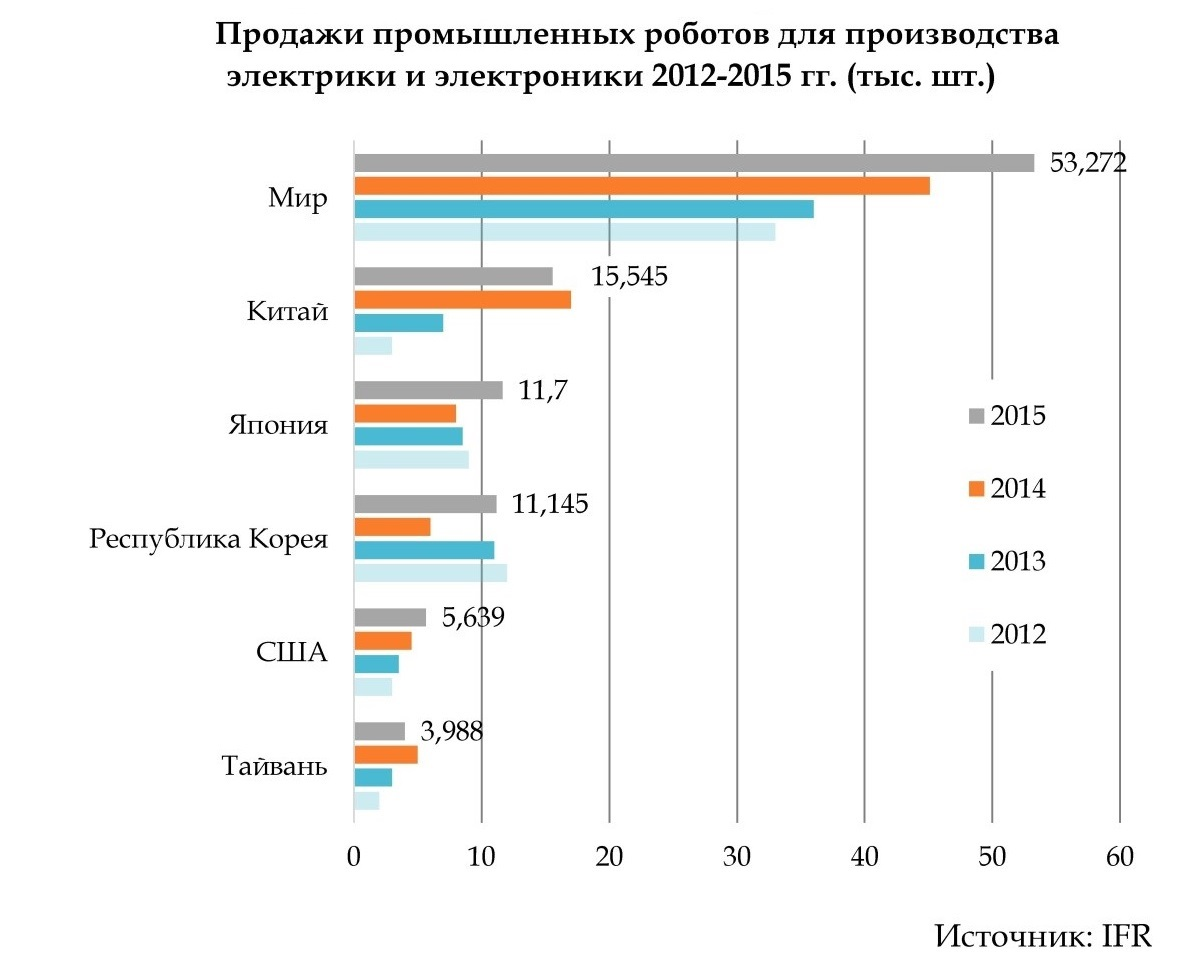 Продажи промышленных роботов для производства
электрики и электроники 2012-2015 гг. (тыс. шт.)
Мир
53,272
Китай
15,545
Япония
11,7
Республика Корея
11,145
США
5,639
Тайвань
3,988
2015
2014
2013
2012
0 10 20 30 40 50 60
Источник: IFR